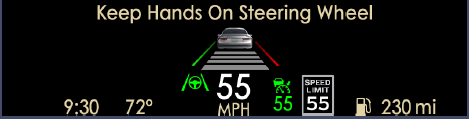 Keep Hands On Steering Wheel
55
MPH
55
SPEED
LIMIT
55
9:30
72°
230 mi